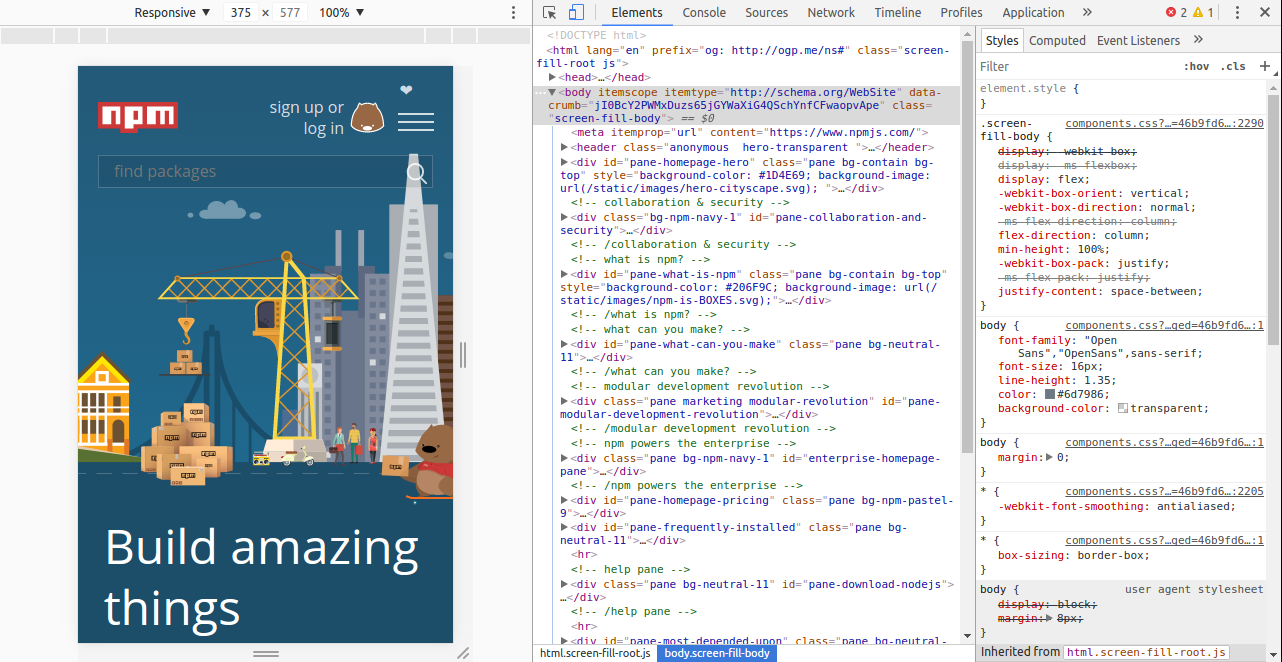 Responsive ▼ 375 × 577 100% ▼
Elements Console Sources Network Timeline Profiles Application » 2 1
npm
sign up or
log in
❤
find packages
npm
npm
npm
npm
npm
npm
npm
Build amazing
things
<!DOCTYPE html>
<html lang="en" prefix="og: http://ogp.me/ns#" class="screen-
fill-root js">
▶<head>…</head>
…▼<body itemscope itemtype="http://schema.org/WebSite" data-
crumb="jI0BcY2PWMxDuzs65jGYWaXiG4QSchYnfCFwaopvApe" class=
"screen-fill-body"> == $0
<meta itemprop="url" content="https://www.npmjs.com/">
▶<header class="anonymous  hero-transparent ">…</header>
▶<div id="pane-homepage-hero" class="pane bg-contain bg-
top" style="background-color: #1D4E69; background-image:
url(/static/images/hero-cityscape.svg); ">…</div>
<!-- collaboration & security -->
▶<div class="bg-npm-navy-1" id="pane-collaboration-and-
security">…</div>
<!-- /collaboration & security -->
<!-- what is npm? -->
▶<div id="pane-what-is-npm" class="pane bg-contain bg-top"
style="background-color: #206F9C; background-image: url(/
static/images/npm-is-BOXES.svg);">…</div>
<!-- /what is npm? -->
<!-- what can you make? -->
▶<div id="pane-what-can-you-make" class="pane bg-neutral-
11">…</div>
<!-- /what can you make? -->
<!-- modular development revolution -->
▶<div class="pane marketing modular-revolution" id="pane-
modular-development-revolution">…</div>
<!-- /modular development revolution -->
<!-- npm powers the enterprise -->
▶<div class="pane bg-npm-navy-1" id="enterprise-homepage-
pane">…</div>
<!-- /npm powers the enterprise -->
▶<div id="pane-homepage-pricing" class="pane bg-npm-pastel-
9">…</div>
▶<div id="pane-frequently-installed" class="pane bg-
neutral-11">…</div>
<hr>
<!-- help pane -->
▶<div class="pane bg-neutral-11" id="pane-download-nodejs">
…</div>
<!-- /help pane -->
<hr>
▶<div id="pane-most-depended-upon" class="pane bg-neutral-
html.screen-fill-root.js body.screen-fill-body
Styles Computed Event Listeners »
Filter :hov .cls +
element.style {
}
.screen- components.css?…=46b9fd6…:2290
fill-body {
display: -webkit-box;
display: -ms-flexbox;
display: flex;
-webkit-box-orient: vertical;
-webkit-box-direction: normal;
-ms-flex-direction: column;
flex-direction: column;
min-height: 100%;
-webkit-box-pack: justify;
-ms-flex-pack: justify;
justify-content: space-between;
}
body { components.css?…ged=46b9fd6…:1
font-family: "Open
Sans","OpenSans",sans-serif;
font-size: 16px;
line-height: 1.35;
color: #6d7986;
background-color: transparent;
}
body { components.css?…ged=46b9fd6…:1
margin:▶0;
}
* { components.css?…=46b9fd6…:2205
-webkit-font-smoothing: antialiased;
}
* { components.css?…ged=46b9fd6…:1
box-sizing: border-box;
}
body { user agent stylesheet
display: block;
margin:▶8px;
}
Inherited from html.screen-fill-root.js